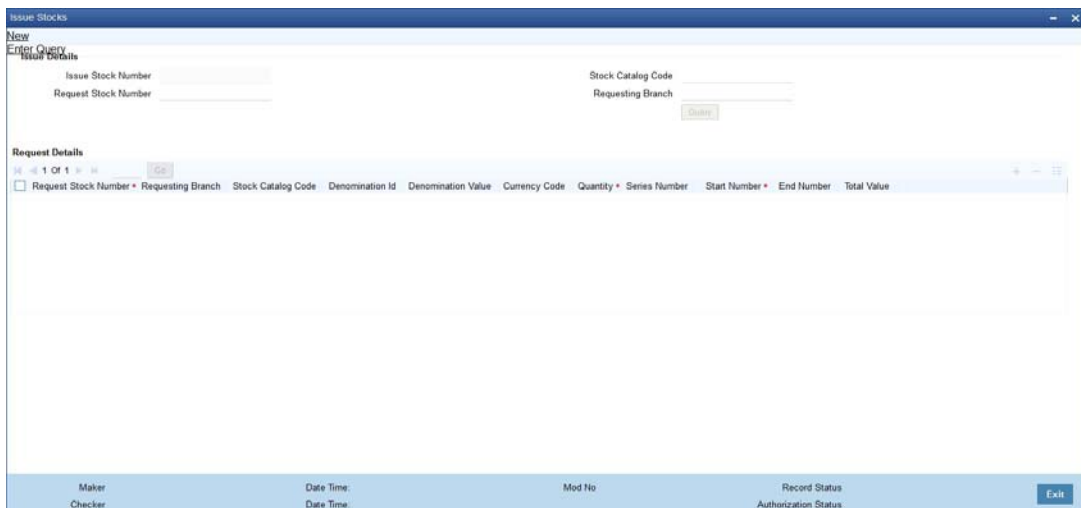 Issue Stocks
New
Enter Query
Issue Details
Issue Stock Number Stock Catalog Code
Request Stock Number Requesting Branch
Request Details
1 Of 1 Go
Request Stock Number * Requesting Branch Stock Catalog Code Denomination Id Denomination Value Currency Code Quantity * Series Number Start Number * End Number Total Value
Maker Date Time: Mod No Record Status
Checker Date Time: Authorization Status
Exit